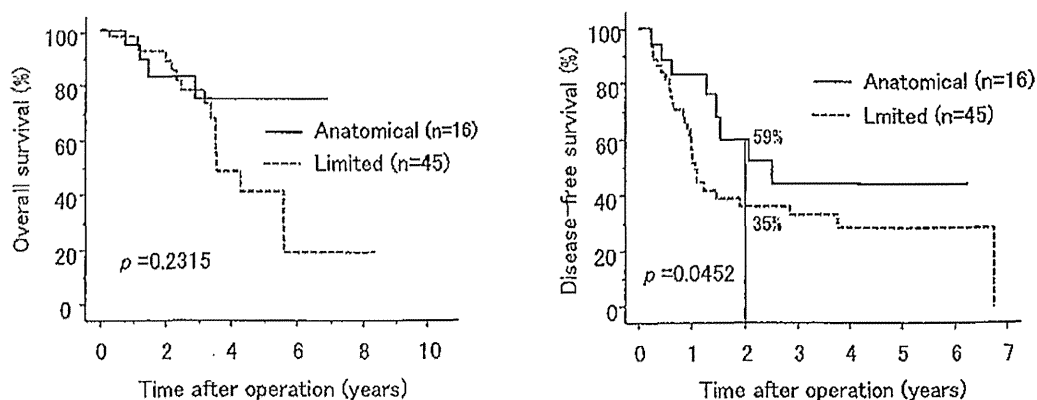 Overall survival (%)
100
80
60
40
20
0
Anatomical (n=16)
Limited (n=45)
p=0.2315
0 2 4 6 8 10
Time after operation (years)
Disease-free survival (%)
100
80
60
40
20
0
Anatomical (n=16)
Lmited (n=45)
59%
35%
p=0.0452
0 1 2 3 4 5 6 7
Time after operation (years)